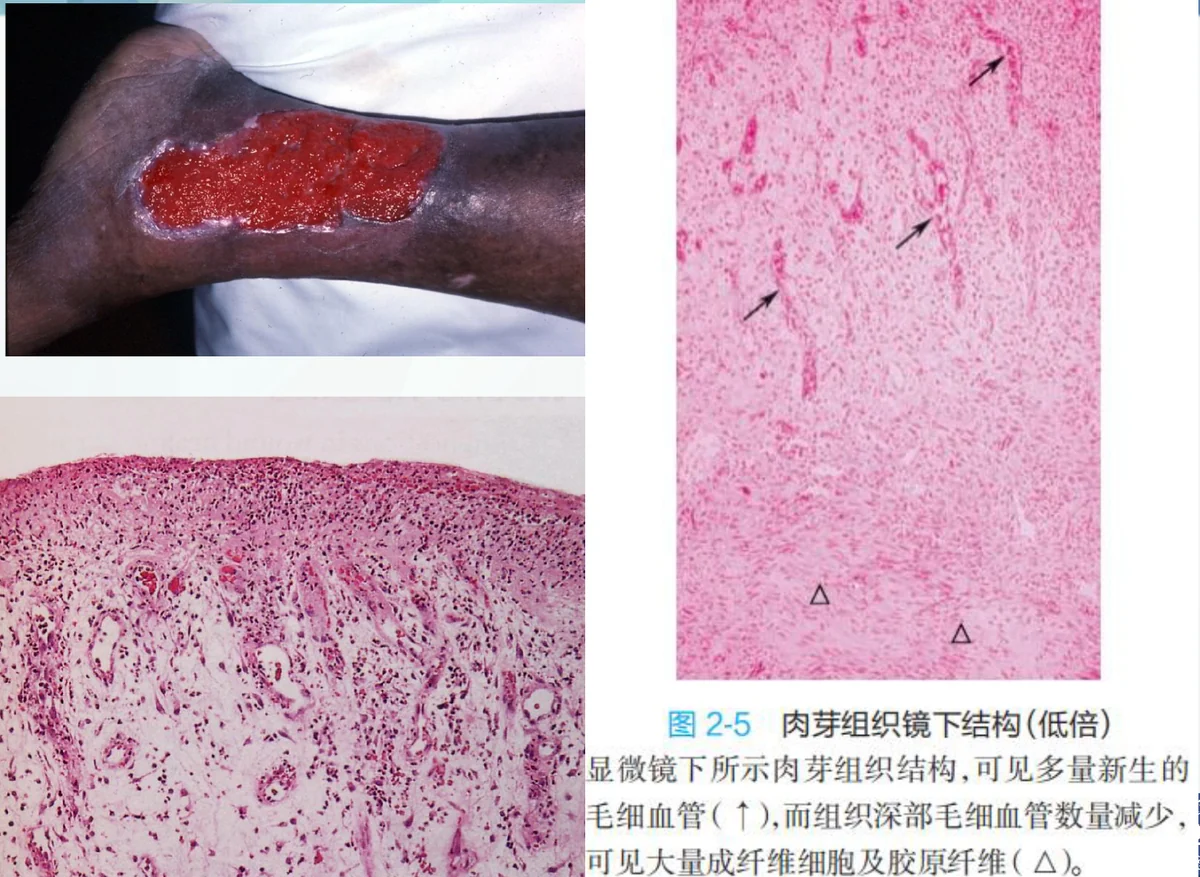 图 2-5 肉芽组织镜下结构(低倍)
显微镜下所示肉芽组织结构,可见多量新生的
毛细血管(↑),而组织深部毛细血管数量减少,
可见大量成纤维细胞及胶原纤维(△)。